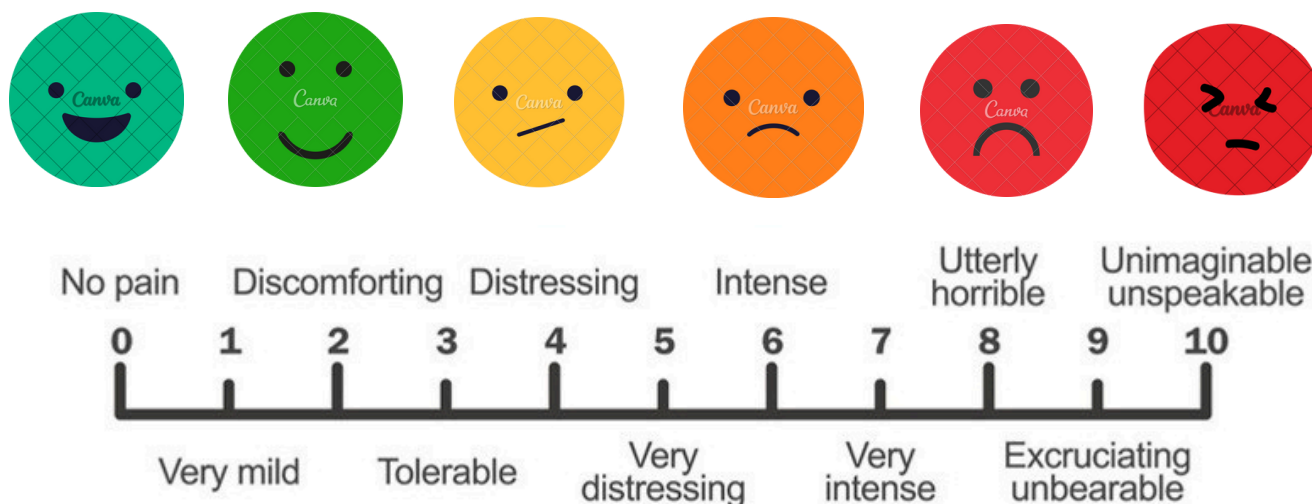 Canva
Canva
Canva
Canva
Canva
Canva
No pain
Discomforting
Distressing
Intense
Utterly
horrible
Unimaginable
unspeakable
0 1 2 3 4 5 6 7 8 9 10
Very mild
Tolerable
Very
distressing
Very
intense
Excruciating
unbearable